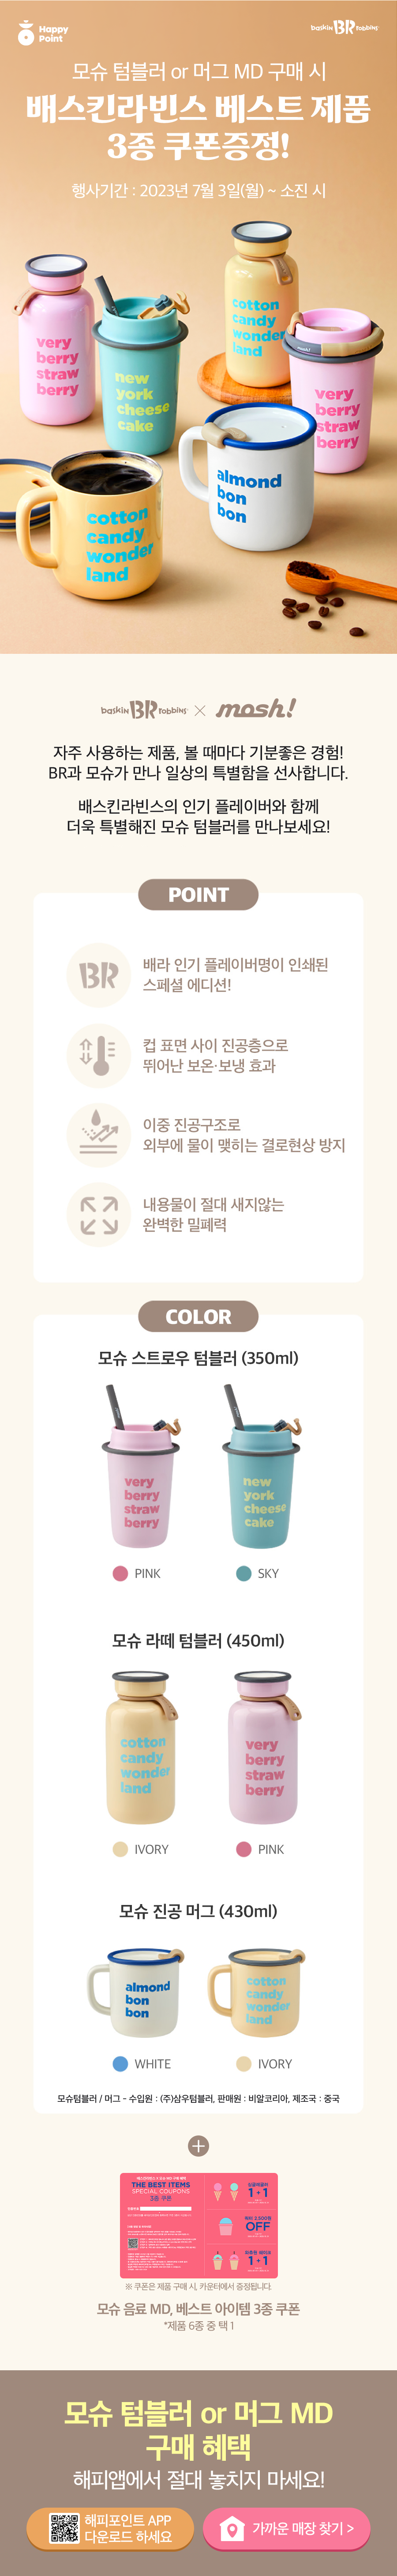 Happy
Point
baskin BR robbins
모슈 텀블러 or 머그 MD 구매 시
배스킨라빈스 베스트 제품
3종 쿠폰증정!
행사기간 : 2023년 7월 3일(월) ~ 소진 시
very
berry
straw
berry
new
york
cheese
cake
cotton
candy
wonder
land
mosh!
very
berry
straw
berry
cotton
candy
wonder
land
almond
bon
bon
baskin BR robbins × mosh!
자주 사용하는 제품, 볼 때마다 기분좋은 경험!
BR과 모슈가 만나 일상의 특별함을 선사합니다.
배스킨라빈스의 인기 플레이버와 함께
더욱 특별해진 모슈 텀블러를 만나보세요!
POINT
BR
배라 인기 플레이버명이 인쇄된
스페셜 에디션!
컵 표면 사이 진공층으로
뛰어난 보온·보냉 효과
이중 진공구조로
외부에 물이 맺히는 결로현상 방지
내용물이 절대 새지않는
완벽한 밀폐력
COLOR
모슈 스트로우 텀블러 (350ml)
very
berry
straw
berry
new
york
cheese
cake
PINK
SKY
모슈 라떼 텀블러 (450ml)
cotton
candy
wonder
land
very
berry
straw
berry
IVORY
PINK
모슈 진공 머그 (430ml)
almond
bon
bon
cotton
candy
wonder
land
WHITE
IVORY
모슈텀블러 / 머그 - 수입원 : (주)삼우텀블러, 판매원 : 비알코리아, 제조국 : 중국
THE BEST ITEMS
SPECIAL COUPONS
3종 쿠폰
1+1
OFF
1+1
※ 쿠폰은 제품 구매 시, 카운터에서 증정됩니다.
모슈 음료 MD, 베스트 아이템 3종 쿠폰
*제품 6종 중 택 1
모슈 텀블러 or 머그 MD
구매 혜택
해피앱에서 절대 놓치지 마세요!
해피포인트 APP
다운로드 하세요
가까운 매장 찾기 >